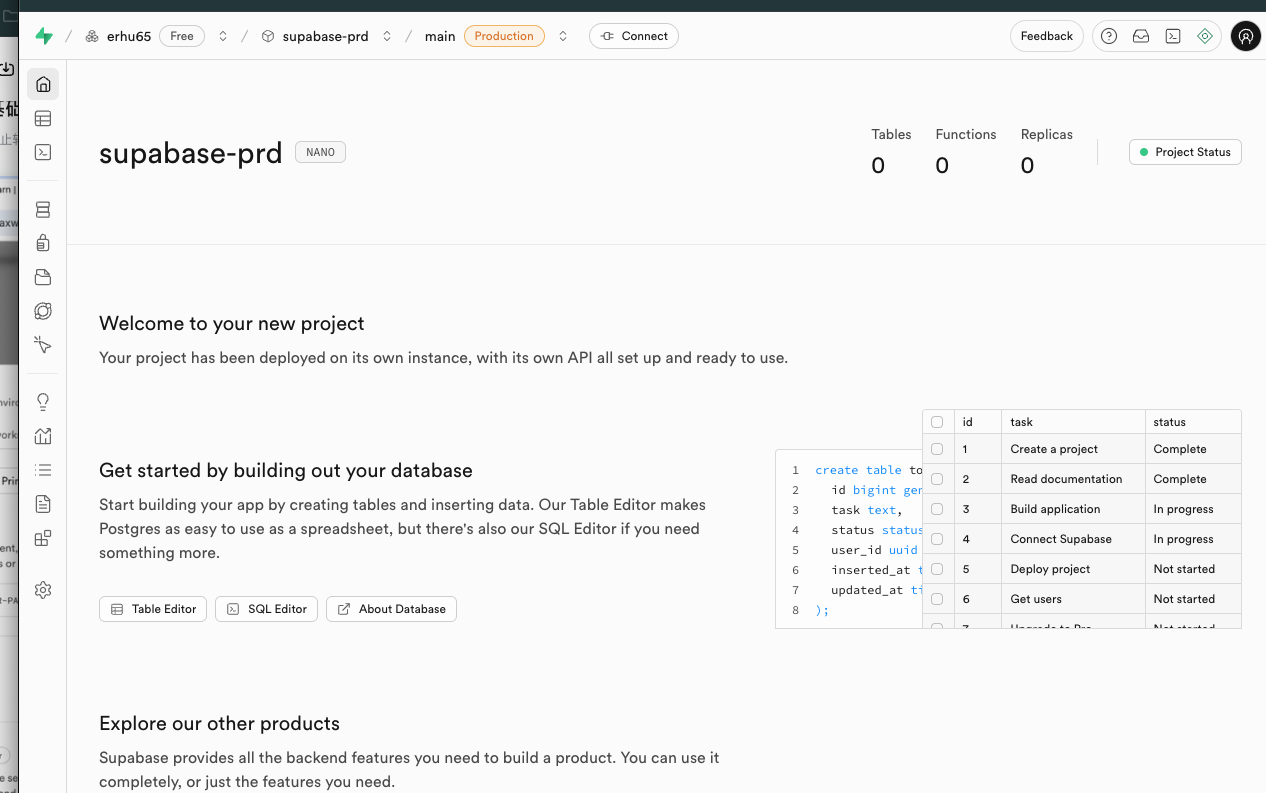 erhu65 Free
supabase-prd
main Production
Connect
Feedback
supabase-prd NANO
Tables Functions Replicas
0 0 0
Project Status
Welcome to your new project
Your project has been deployed on its own instance, with its own API all set up and ready to use.
Get started by building out your database
Start building your app by creating tables and inserting data. Our Table Editor makes
Postgres as easy to use as a spreadsheet, but there's also our SQL Editor if you need
something more.
Table Editor
SQL Editor
About Database
1 create table
2 id bigint
3 task text,
4 status status
5 user_id uuid
6 inserted_at
7 updated_at
8 );
id task status
1 Create a project Complete
2 Read documentation Complete
3 Build application In progress
4 Connect Supabase In progress
5 Deploy project Not started
6 Get users Not started
Explore our other products
Supabase provides all the backend features you need to build a product. You can use it
completely, or just the features you need.